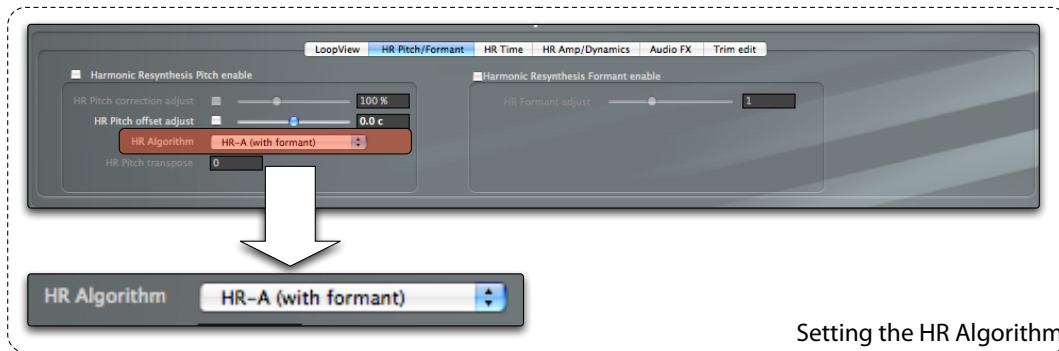 LoopView HR Pitch/Formant HR Time HR Amp/Dynamics Audio FX Trim edit
Harmonic Resynthesis Pitch enable
HR Pitch correction adjust 100 %
HR Pitch offset adjust 0.0 c
HR Algorithm HR-A (with formant)
HR Pitch transpose 0
Harmonic Resynthesis Formant enable
HR Formant adjust 1
HR Algorithm HR-A (with formant)
Setting the HR Algorithm